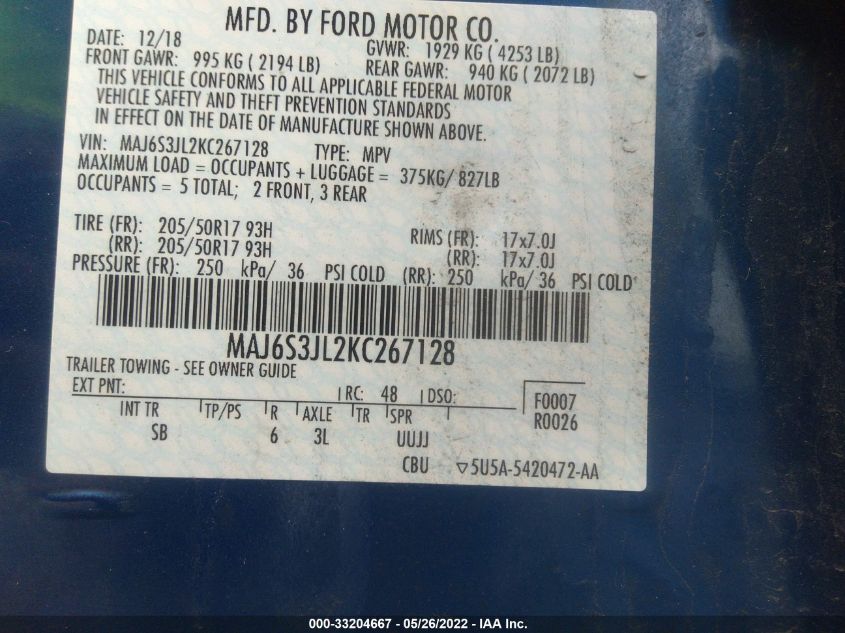 MFD. BY FORD MOTOR CO.
DATE: 12/18 GVWR: 1929 KG ( 4253 LB)
FRONT GAWR: 995 KG ( 2194 LB) REAR GAWR: 940 KG ( 2072 LB)
THIS VEHICLE CONFORMS TO ALL APPLICABLE FEDERAL MOTOR
VEHICLE SAFETY AND THEFT PREVENTION STANDARDS
IN EFFECT ON THE DATE OF MANUFACTURE SHOWN ABOVE.
VIN: MAJ6S3JL2KC267128 TYPE: MPV
MAXIMUM LOAD = OCCUPANTS + LUGGAGE = 375KG/ 827LB
OCCUPANTS = 5 TOTAL; 2 FRONT, 3 REAR
TIRE (FR): 205/50R17 93H RIMS (FR): 17x7.0J
(RR): 205/50R17 93H (RR): 17x7.0J
PRESSURE (FR): 250 kPa/ 36 PSI COLD (RR): 250 kPa/ 36 PSI COLD
MAJ6S3JL2KC267128
TRAILER TOWING - SEE OWNER GUIDE
EXT PNT: RC: 48 DSO: F0007
INT TR TP/PS R AXLE TR SPR R0026
SB 6 3L UUJJ
CBU ▽5U5A-5420472-AA
000-33204667 - 05/26/2022 - IAA Inc.